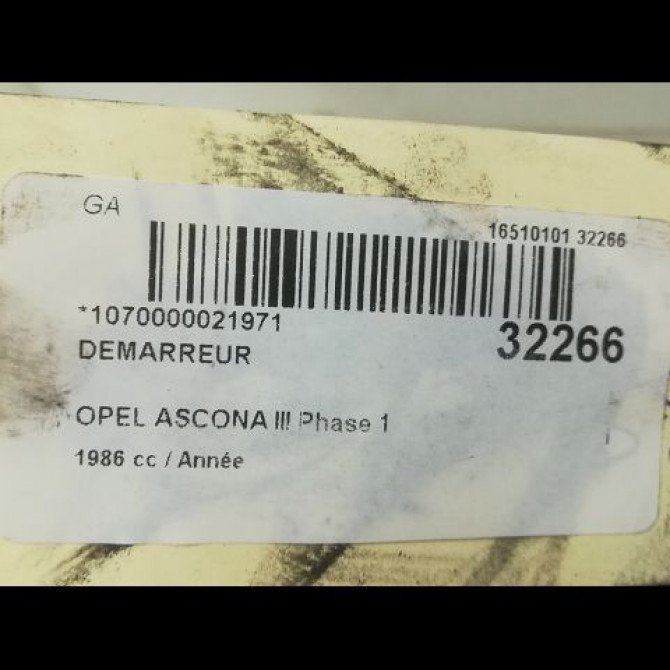 GA
16510101 32266
*1070000021971
32266
DEMARREUR
OPEL ASCONA III Phase 1
1986 cc / Année